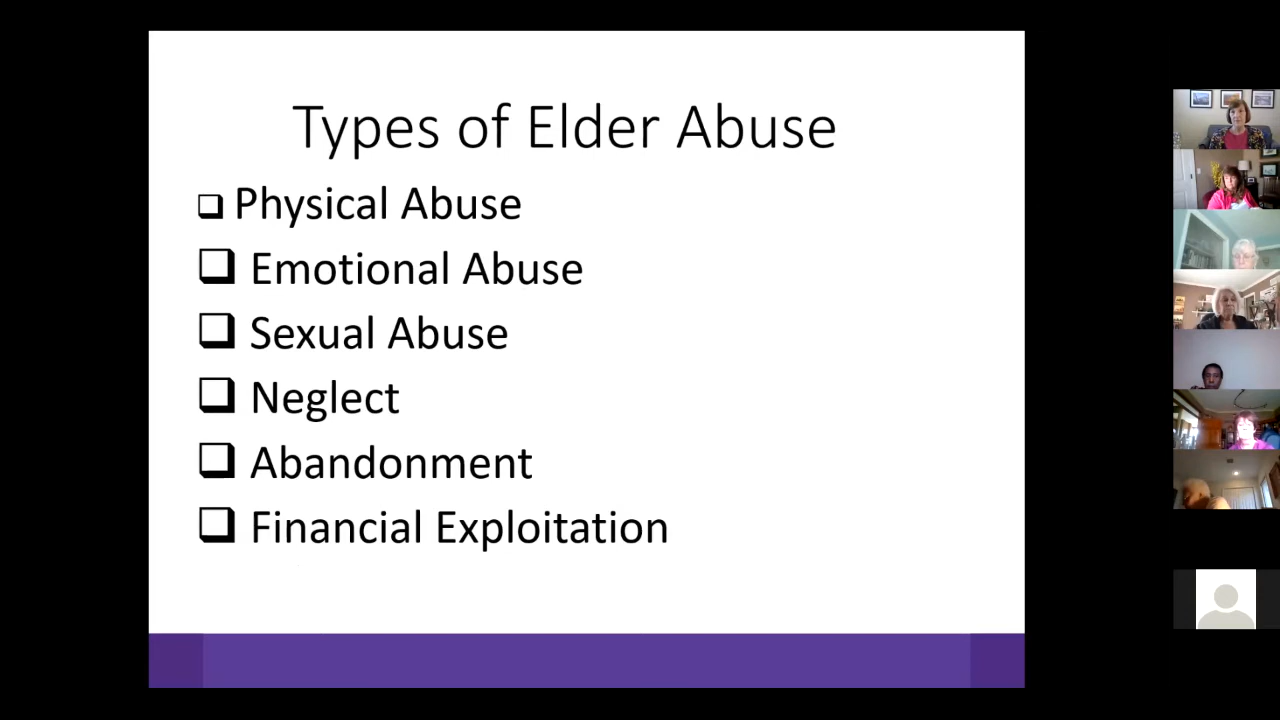 Types of Elder Abuse
Physical Abuse
Emotional Abuse
Sexual Abuse
Neglect
Abandonment
Financial Exploitation